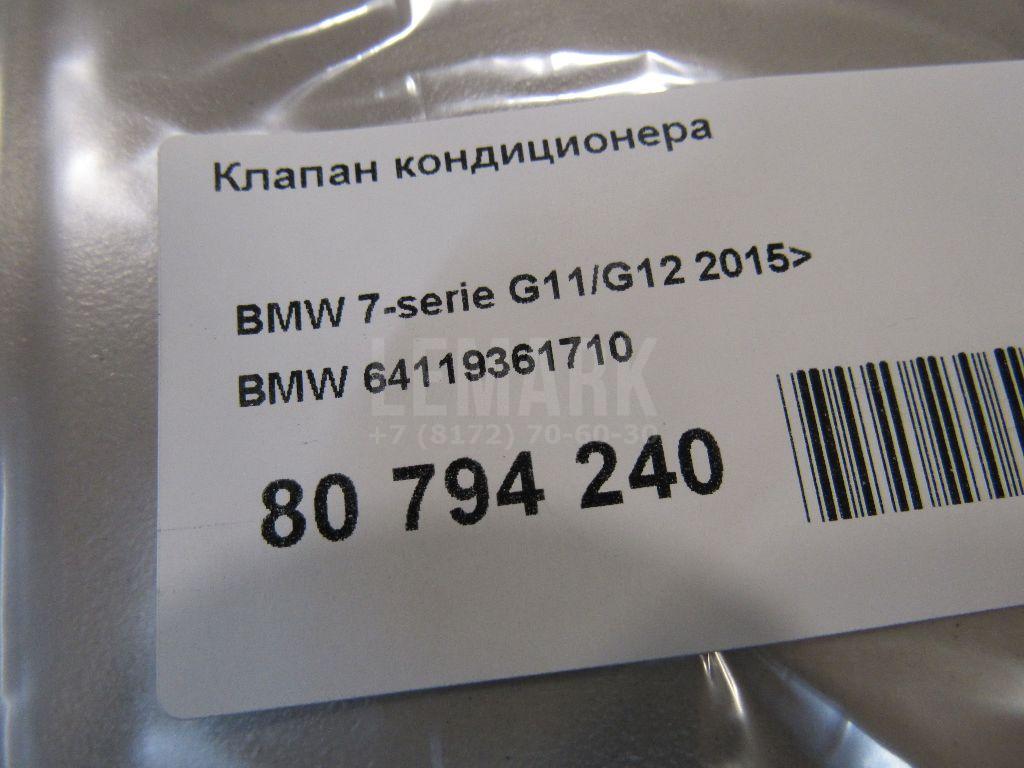 Клапан кондиционера
BMW 7-serie G11/G12 2015>
BMW 64119361710
LEMARK
+7 (8172) 70-60-30
80 794 240